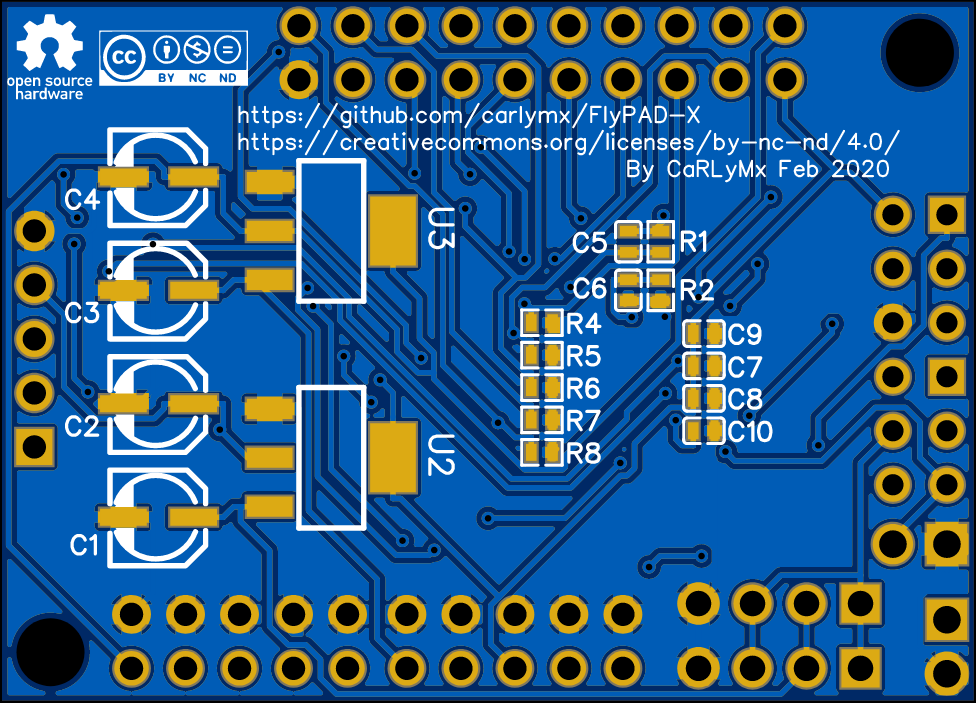 open source
hardware
cc
BY NC ND
https://github.com/carlymx/FlyPAD-X
https://creativecommons.org/licenses/by-nc-nd/4.0/
By CaRLyMx Feb 2020
C4
U3
C5
R1
C6
R2
C3
R4
C9
R5
C7
R6
C8
R7
C10
C2
U2
R8
C1